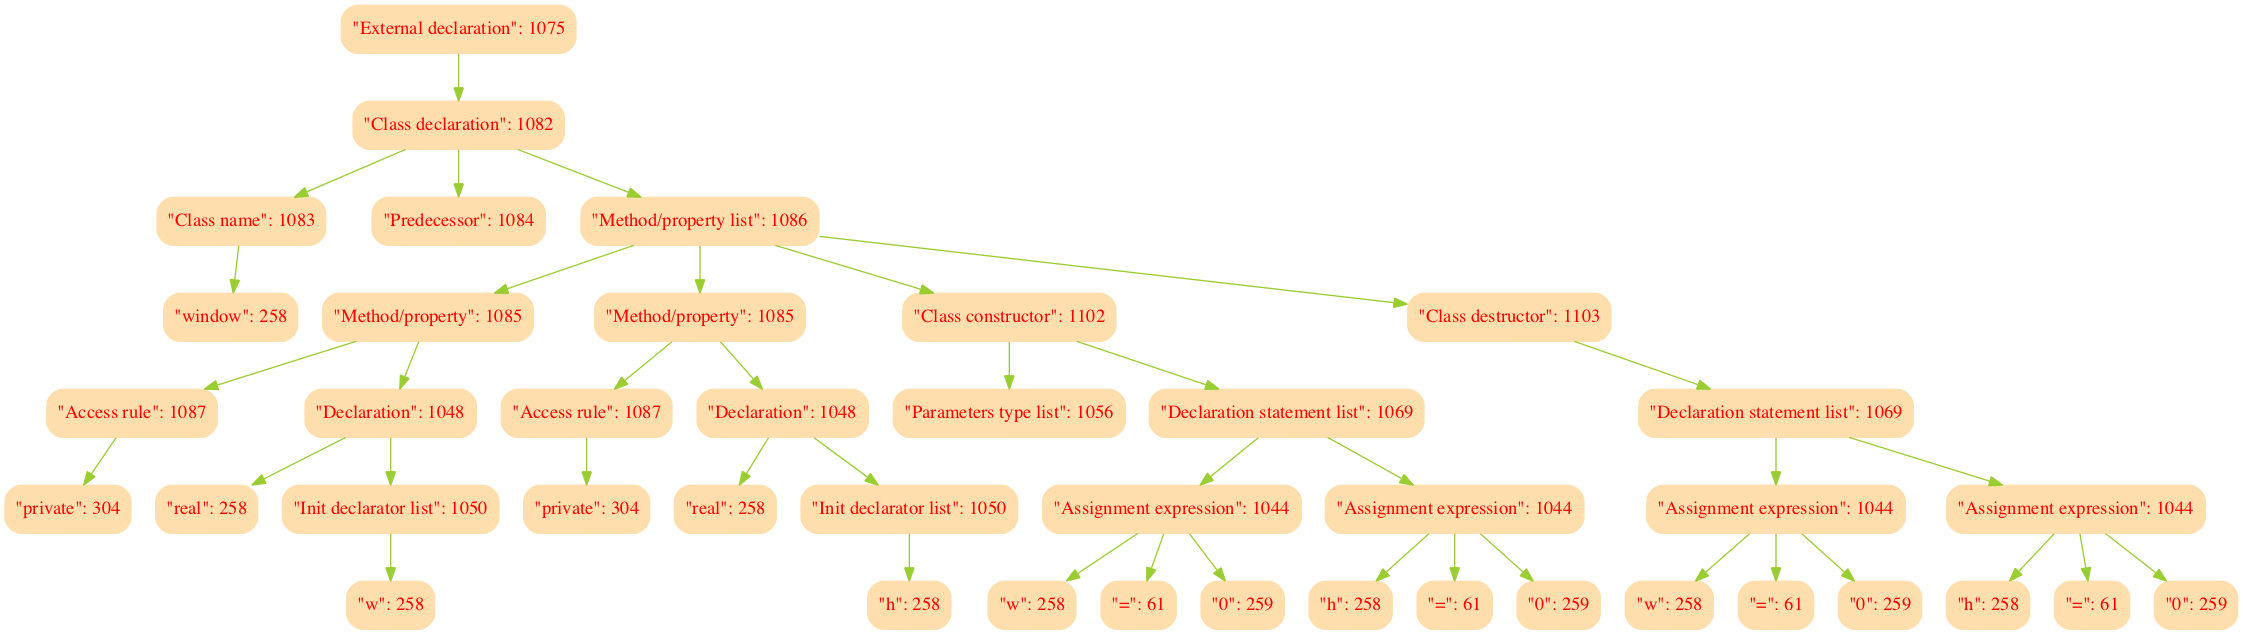 "External declaration": 1075
"Class declaration": 1082
"Class name": 1083
"Predecessor": 1084
"Method/property list": 1086
"window": 258
"Method/property": 1085
"Method/property": 1085
"Class constructor": 1102
"Class destructor": 1103
"Access rule": 1087
"Declaration": 1048
"Access rule": 1087
"Declaration": 1048
"Parameters type list": 1056
"Declaration statement list": 1069
"Declaration statement list": 1069
"private": 304
"real": 258
"Init declarator list": 1050
"private": 304
"real": 258
"Init declarator list": 1050
"Assignment expression": 1044
"Assignment expression": 1044
"Assignment expression": 1044
"Assignment expression": 1044
"w": 258
"h": 258
"w": 258
"=": 61
"0": 259
"h": 258
"=": 61
"0": 259
"w": 258
"=": 61
"0": 259
"h": 258
"=": 61
"0": 259